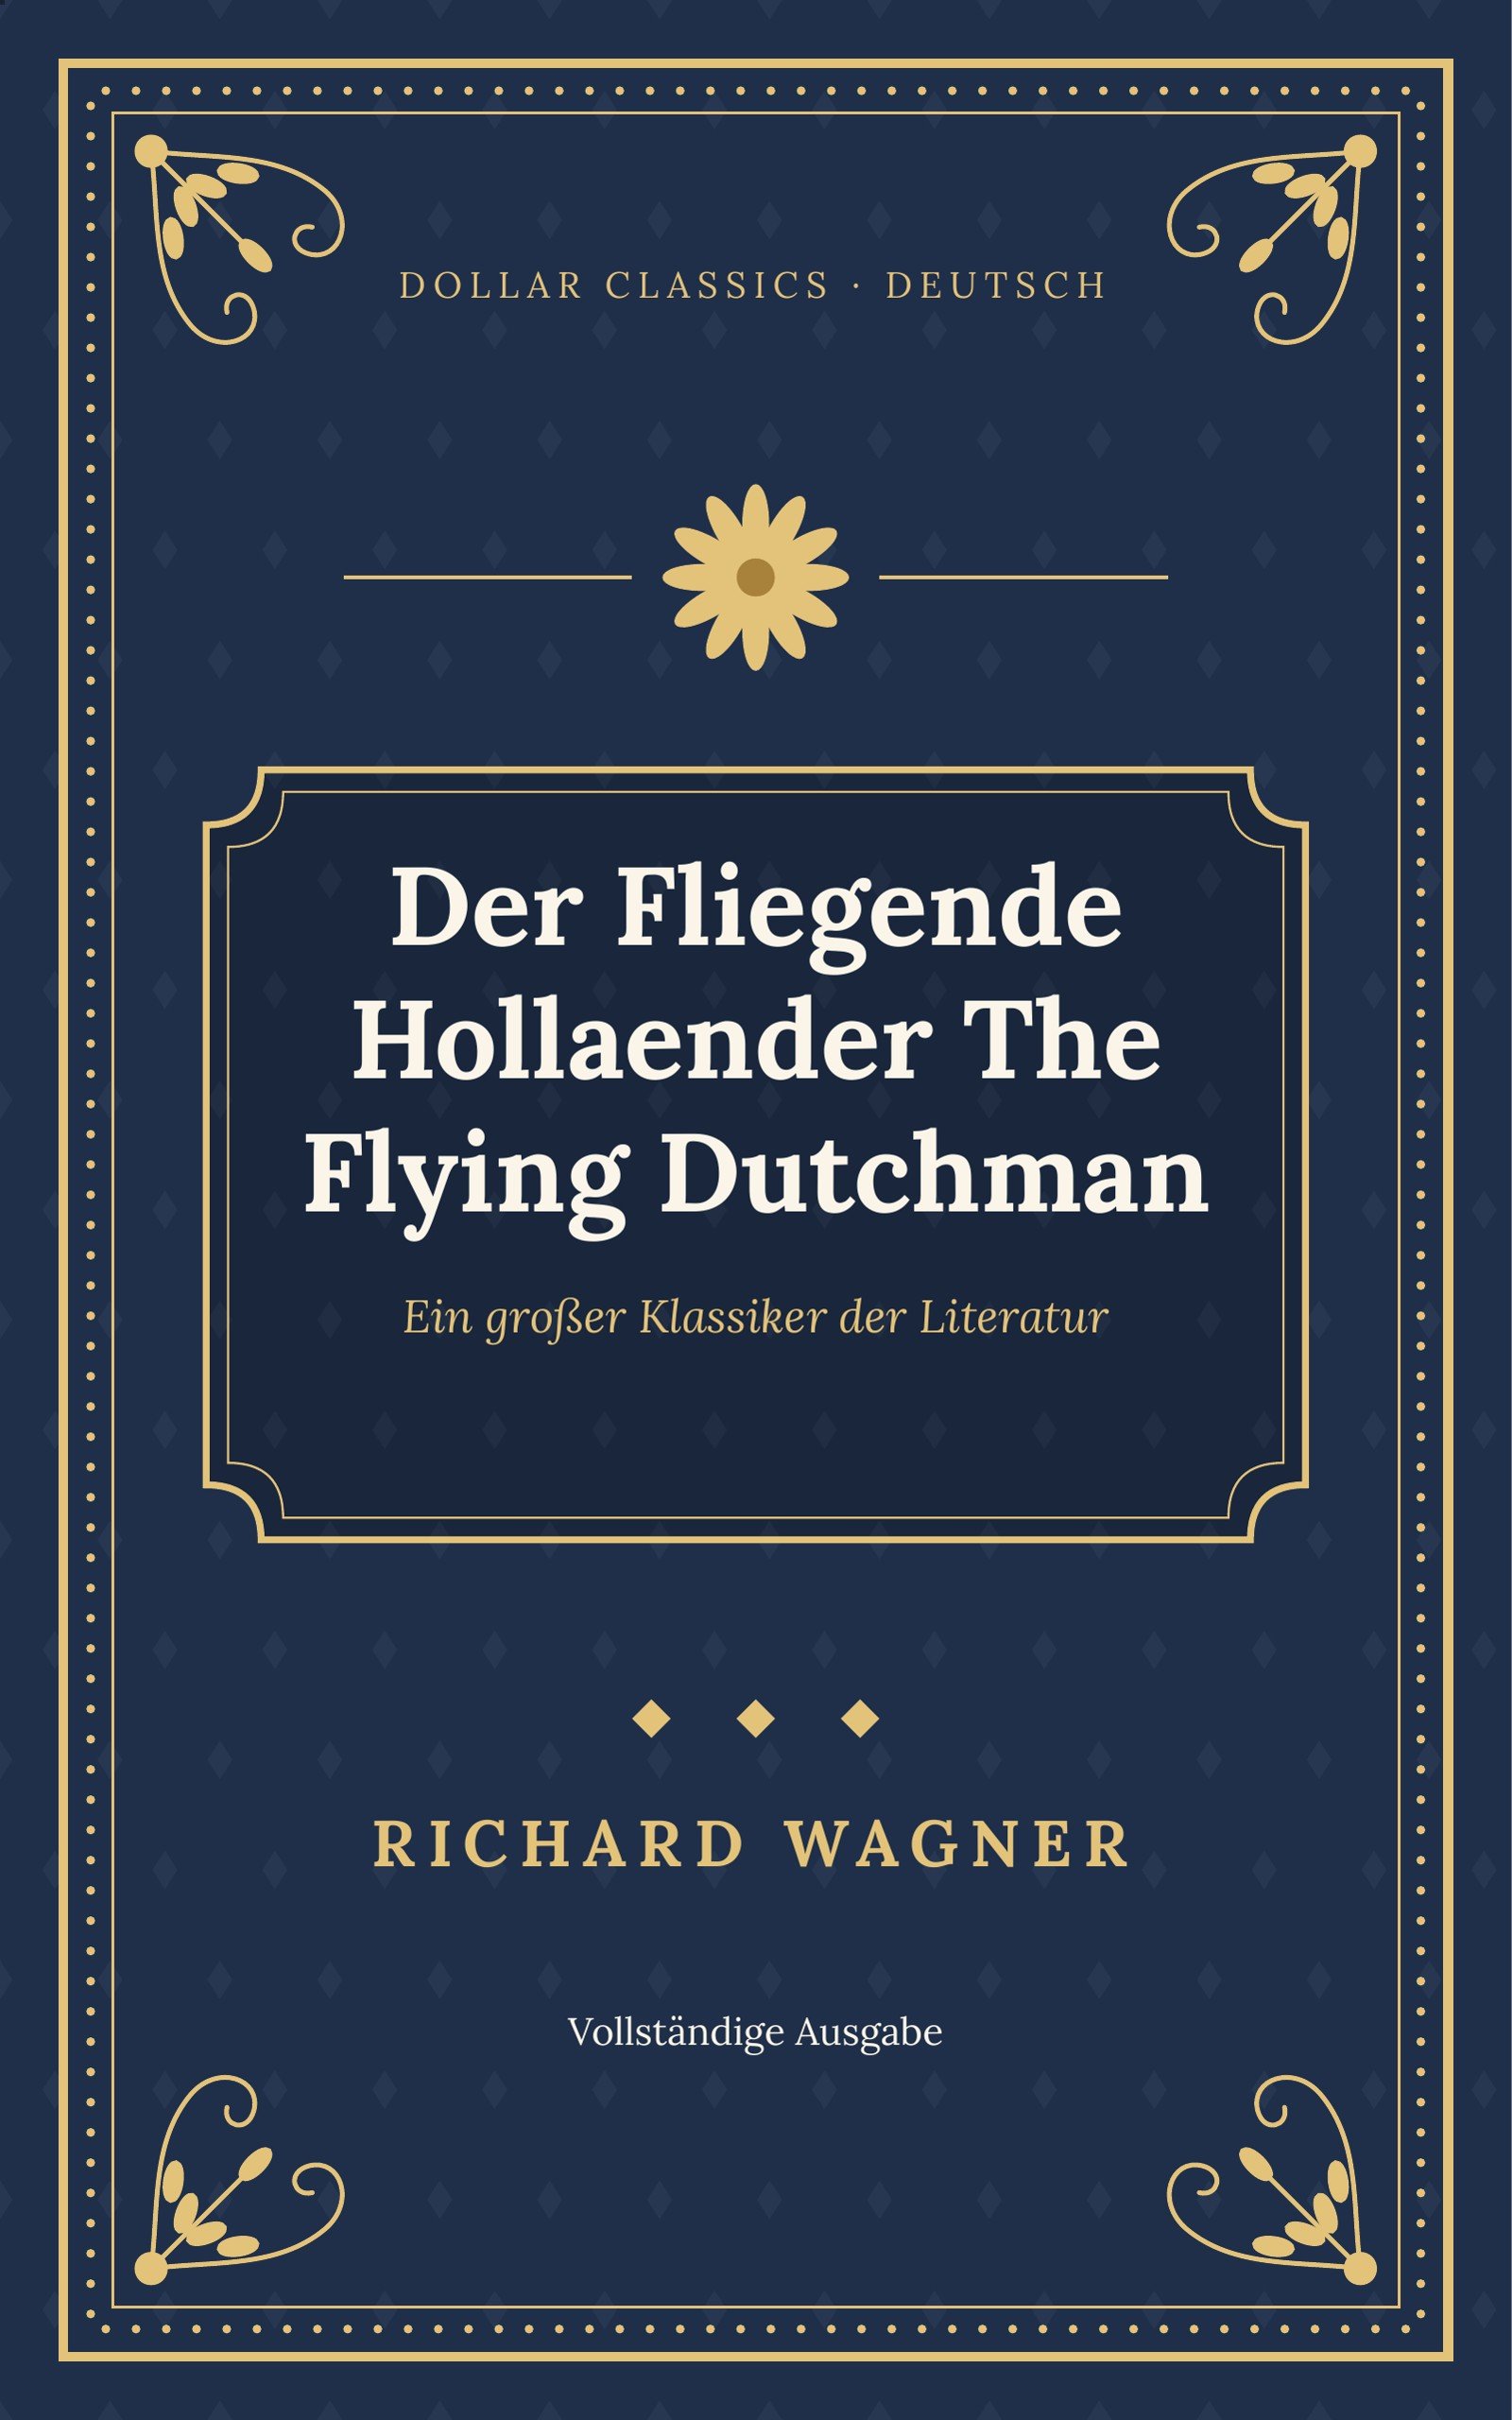 DOLLAR CLASSICS · DEUTSCH
Der Fliegende
Hollaender The
Flying Dutchman
Ein großer Klassiker der Literatur
RICHARD WAGNER
Vollständige Ausgabe